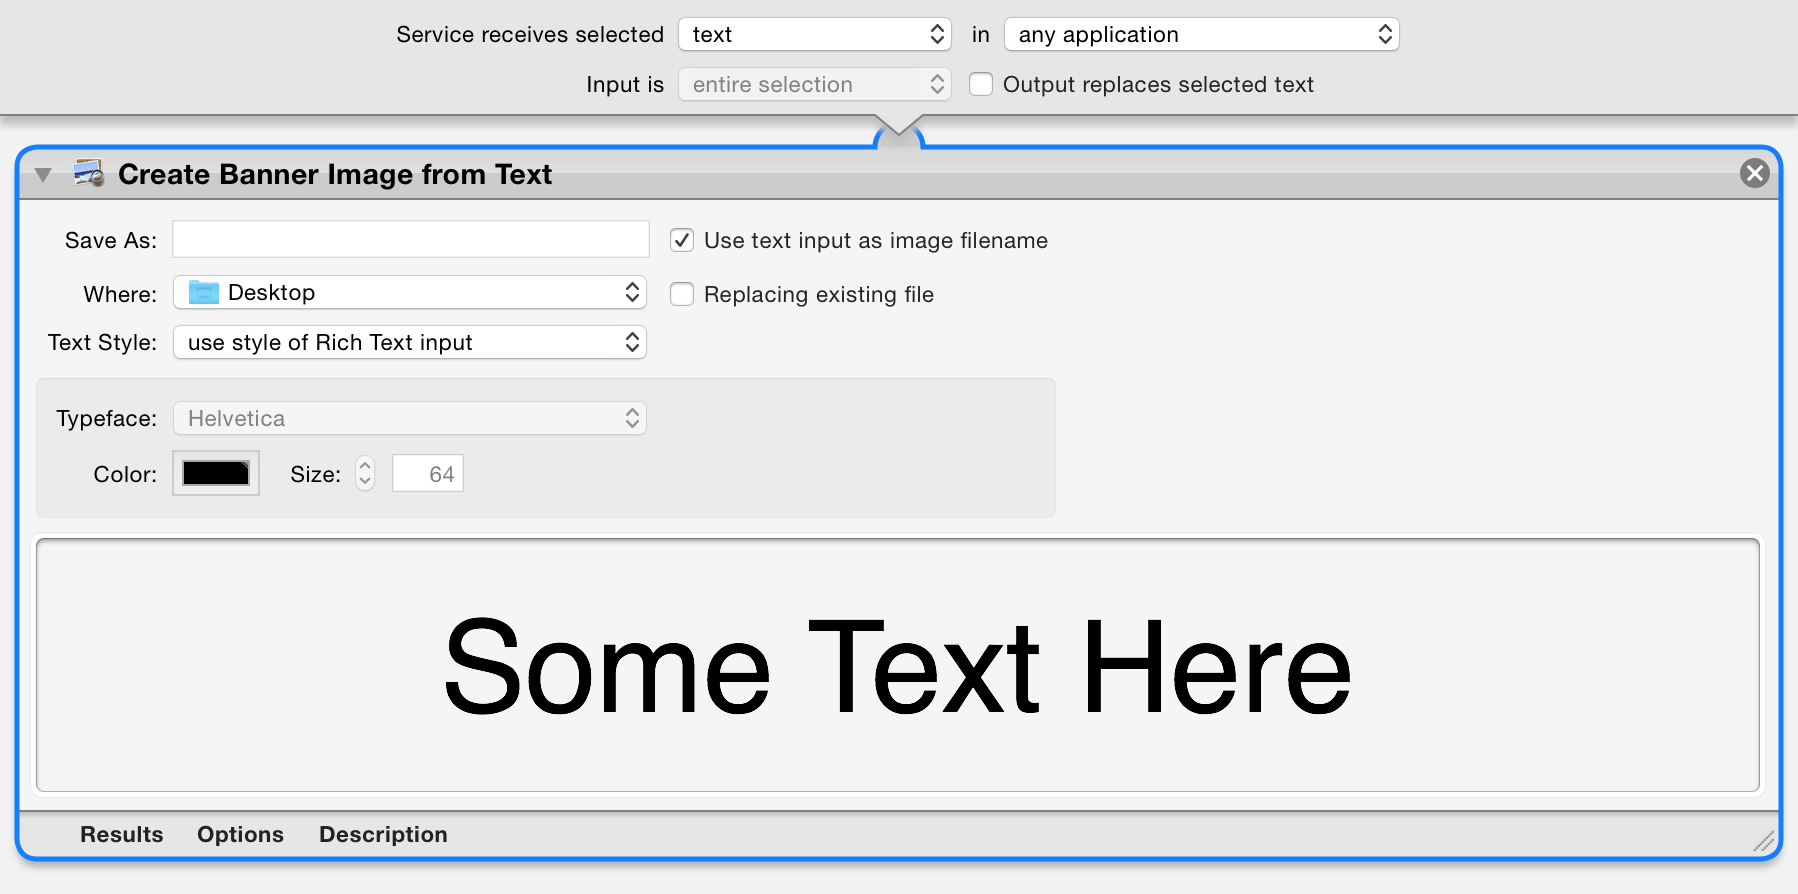 Service receives selected text in any application
Input is entire selection Output replaces selected text
Create Banner Image from Text
Save As: Use text input as image filename
Where: Desktop Replacing existing file
Text Style: use style of Rich Text input
Typeface: Helvetica
Color: Size: 64
Some Text Here
Results Options Description